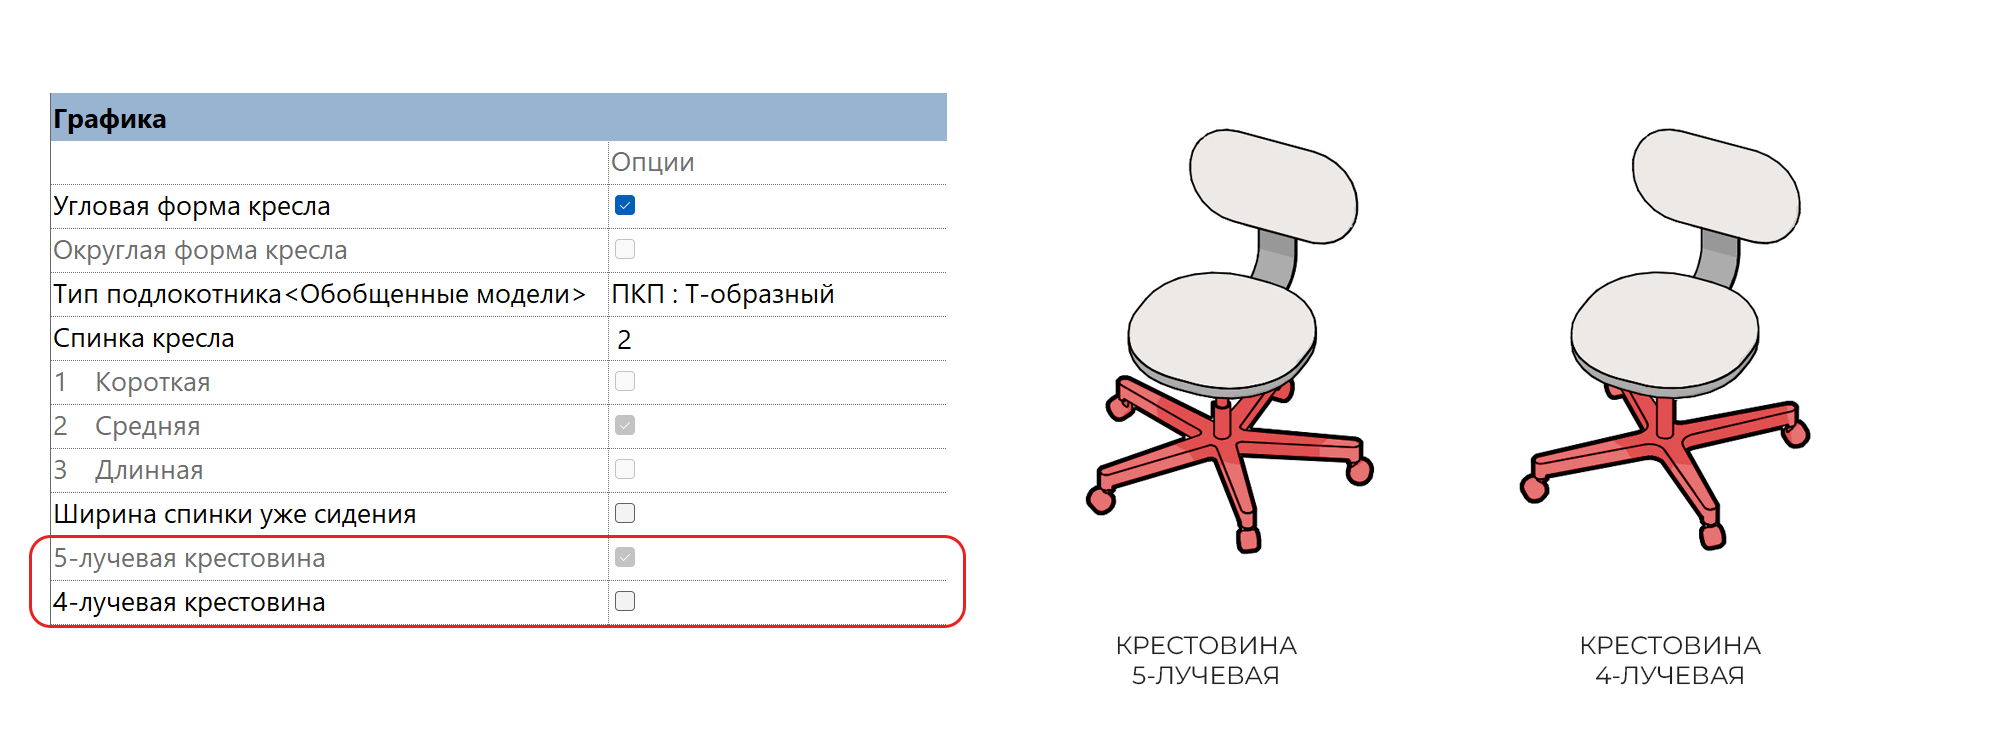 Графика
Опции
Угловая форма кресла
Округлая форма кресла
Тип подлокотника<Обобщенные модели> ПКП : Т-образный
Спинка кресла 2
1 Короткая
2 Средняя
3 Длинная
Ширина спинки уже сидения
5-лучевая крестовина
4-лучевая крестовина
КРЕСТОВИНА
5-ЛУЧЕВАЯ
КРЕСТОВИНА
4-ЛУЧЕВАЯ